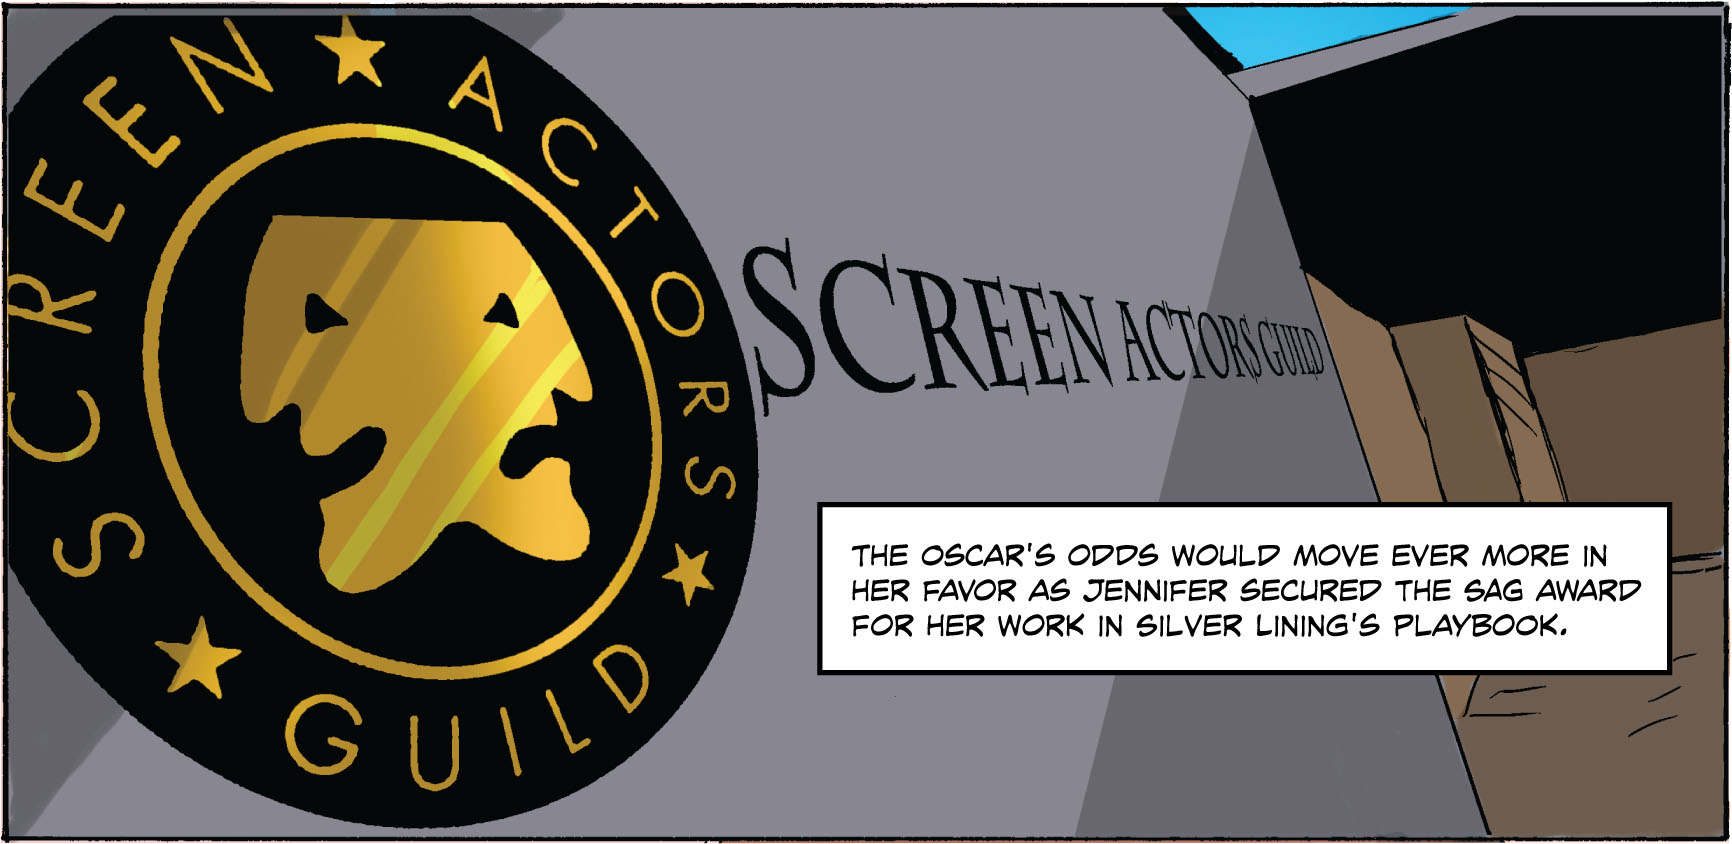 SCREEN ★ ACTORS ★ GUILD ★
SCREEN ACTORS GUILD
THE OSCAR'S ODDS WOULD MOVE EVER MORE IN
HER FAVOR AS JENNIFER SECURED THE SAG AWARD
FOR HER WORK IN SILVER LINING'S PLAYBOOK.